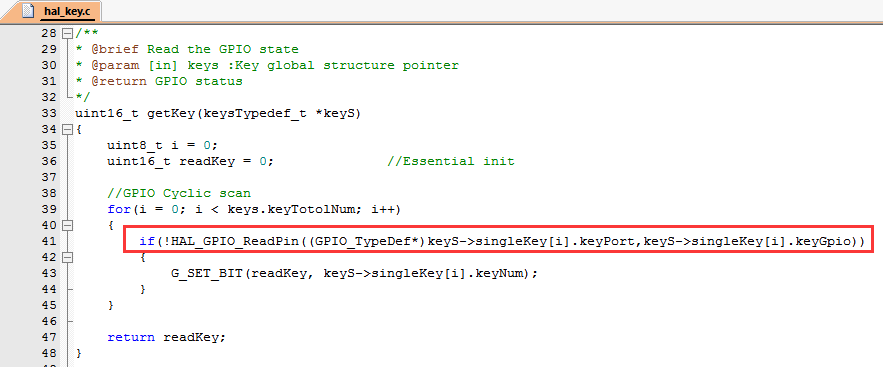 hal_key.c
28 /**
29 * @brief Read the GPIO state
30 * @param [in] keys :Key global structure pointer
31 * @return GPIO status
32 */
33 uint16_t getKey(keysTypedef_t *keyS)
34 {
35     uint8_t i = 0;
36     uint16_t readKey = 0;              //Essential init
37
38     //GPIO Cyclic scan
39     for(i = 0; i < keys.keyTotolNum; i++)
40     {
41         if(!HAL_GPIO_ReadPin((GPIO_TypeDef*)keyS->singleKey[i].keyPort,keyS->singleKey[i].keyGpio))
42         {
43             G_SET_BIT(readKey, keyS->singleKey[i].keyNum);
44         }
45     }
46
47     return readKey;
48 }